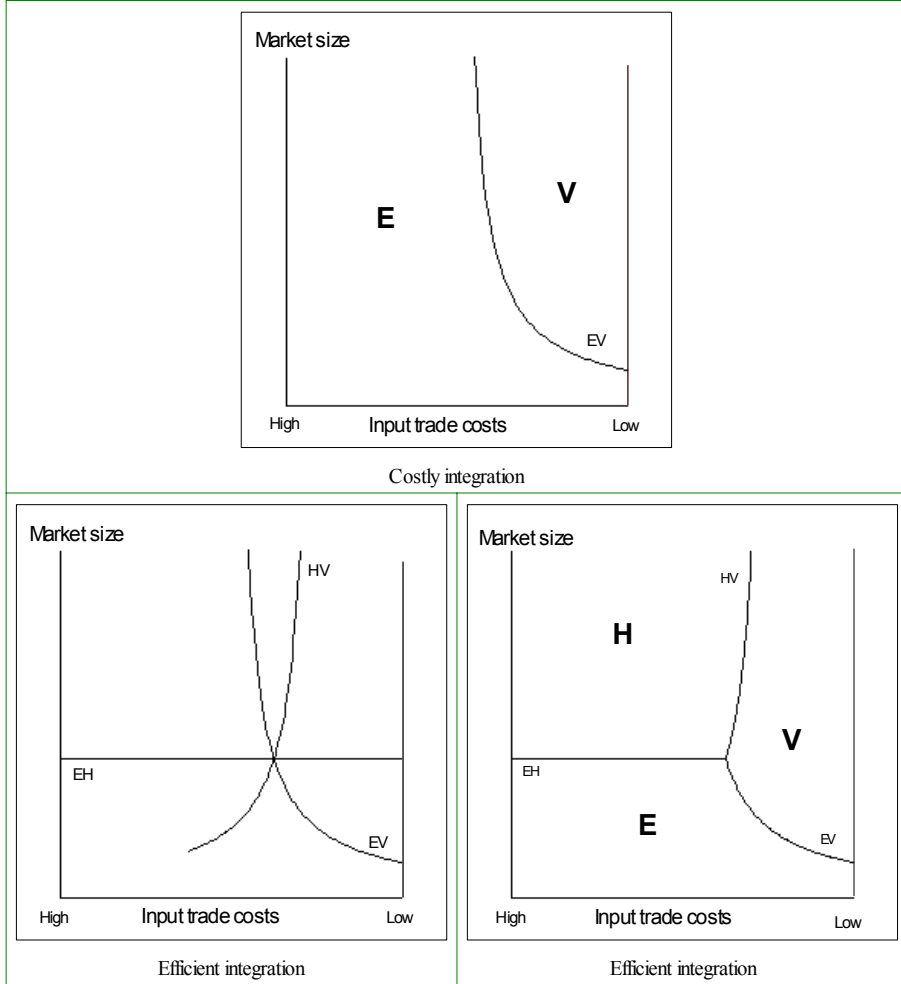 Market size
V
E
EV
High Input trade costs Low
Costly integration
Market size
HV
EH
EV
High Input trade costs Low
Efficient integration
Market size
HV
H
V
EH
E
EV
High Input trade costs Low
Efficient integration